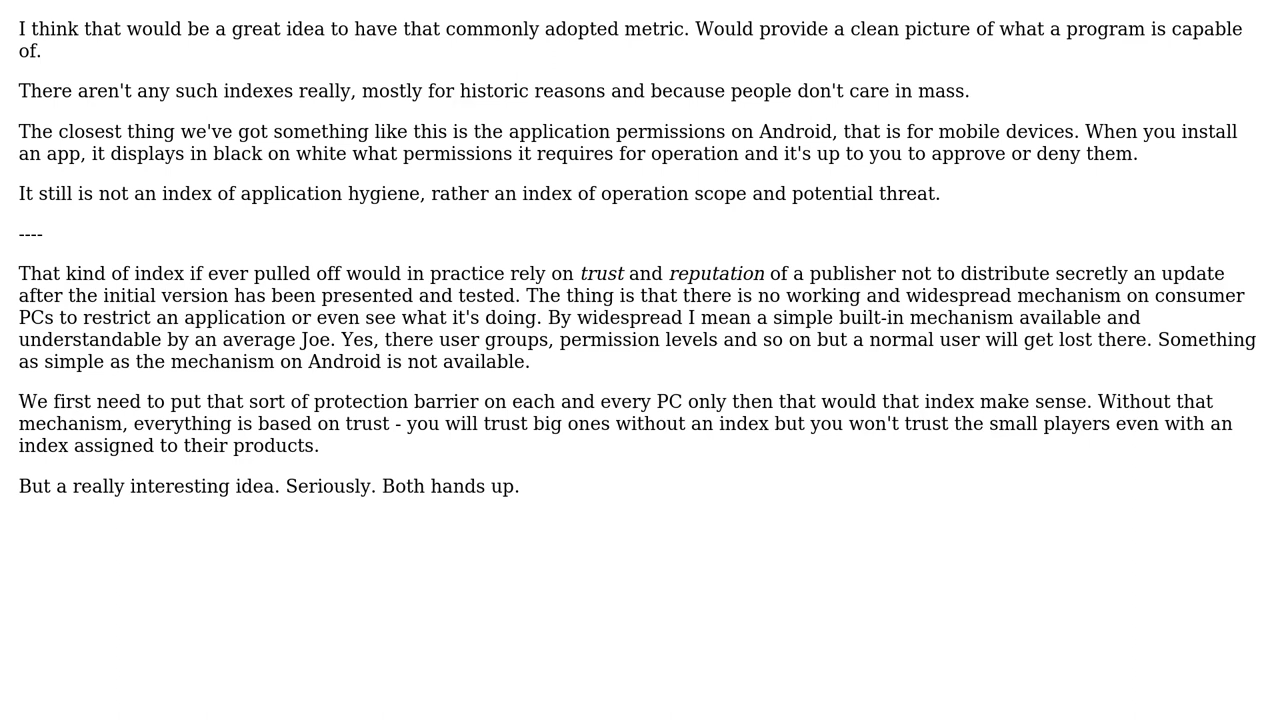 I think that would be a great idea to have that commonly adopted metric. Would provide a clean picture of what a program is capable
of.
There aren't any such indexes really, mostly for historic reasons and because people don't care in mass.
The closest thing we've got something like this is the application permissions on Android, that is for mobile devices. When you install
an app, it displays in black on white what permissions it requires for operation and it's up to you to approve or deny them.
It still is not an index of application hygiene, rather an index of operation scope and potential threat.
----
That kind of index if ever pulled off would in practice rely on trust and reputation of a publisher not to distribute secretly an update
after the initial version has been presented and tested. The thing is that there is no working and widespread mechanism on consumer
PCs to restrict an application or even see what it's doing. By widespread I mean a simple built-in mechanism available and
understandable by an average Joe. Yes, there user groups, permission levels and so on but a normal user will get lost there. Something
as simple as the mechanism on Android is not available.
We first need to put that sort of protection barrier on each and every PC only then that would that index make sense. Without that
mechanism, everything is based on trust - you will trust big ones without an index but you won't trust the small players even with an
index assigned to their products.
But a really interesting idea. Seriously. Both hands up.